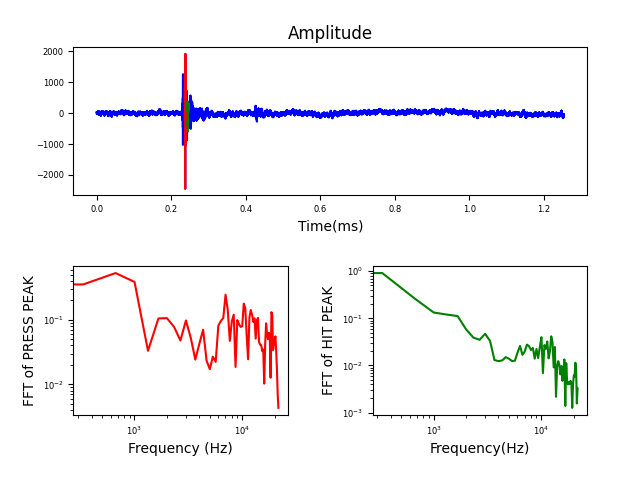 Amplitude
2000
1000
0
−1000
−2000
0.0 0.2 0.4 0.6 0.8 1.0 1.2
Time(ms)
FFT of PRESS PEAK
10⁻¹
10⁻²
10³ 10⁴
Frequency (Hz)
FFT of HIT PEAK
10⁰
10⁻¹
10⁻²
10⁻³
10³ 10⁴
Frequency(Hz)